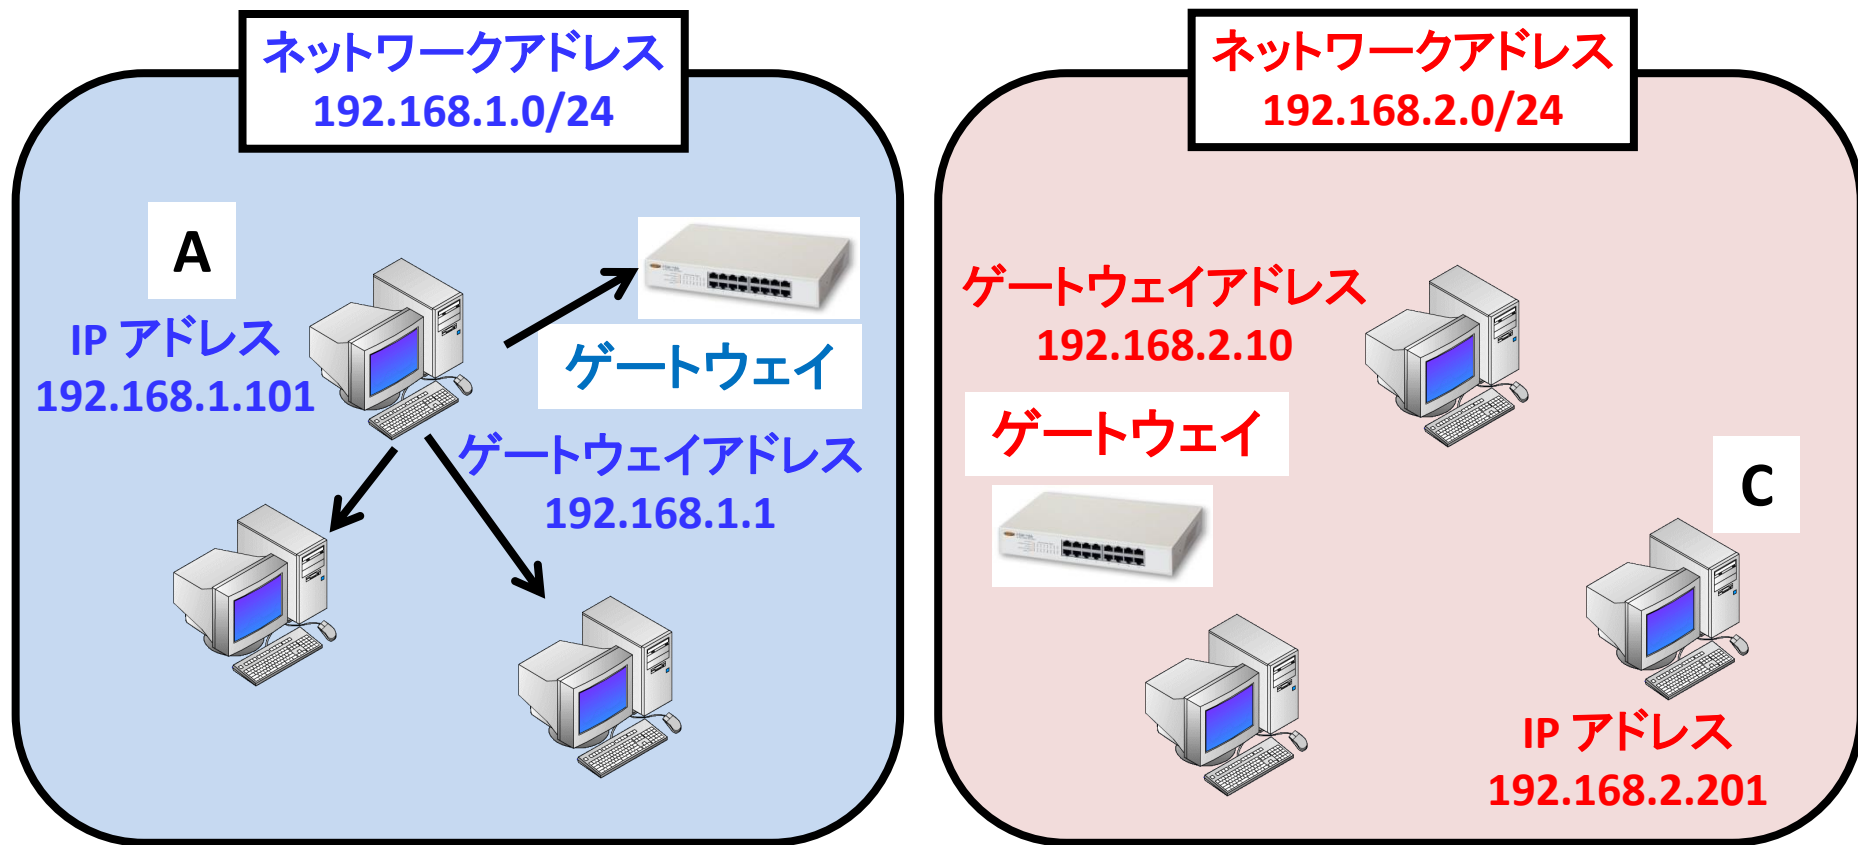 ネットワークアドレス
192.168.1.0/24
A
IP アドレス
192.168.1.101
ゲートウェイ
ゲートウェイアドレス
192.168.1.1
ネットワークアドレス
192.168.2.0/24
ゲートウェイアドレス
192.168.2.10
ゲートウェイ
C
IP アドレス
192.168.2.201